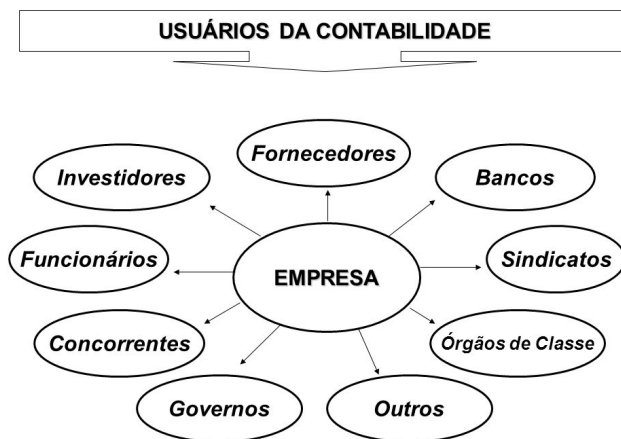 USUÁRIOS DA CONTABILIDADE
Fornecedores
Investidores
Bancos
Funcionários
EMPRESA
Sindicatos
Concorrentes
Órgãos de Classe
Governos
Outros